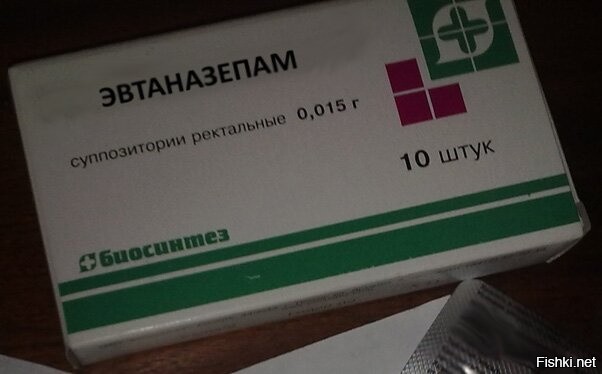 ЭВТАНАЗЕПАМ
суппозитории ректальные 0,015 г
10 штук
биосинтез
Fishki.net